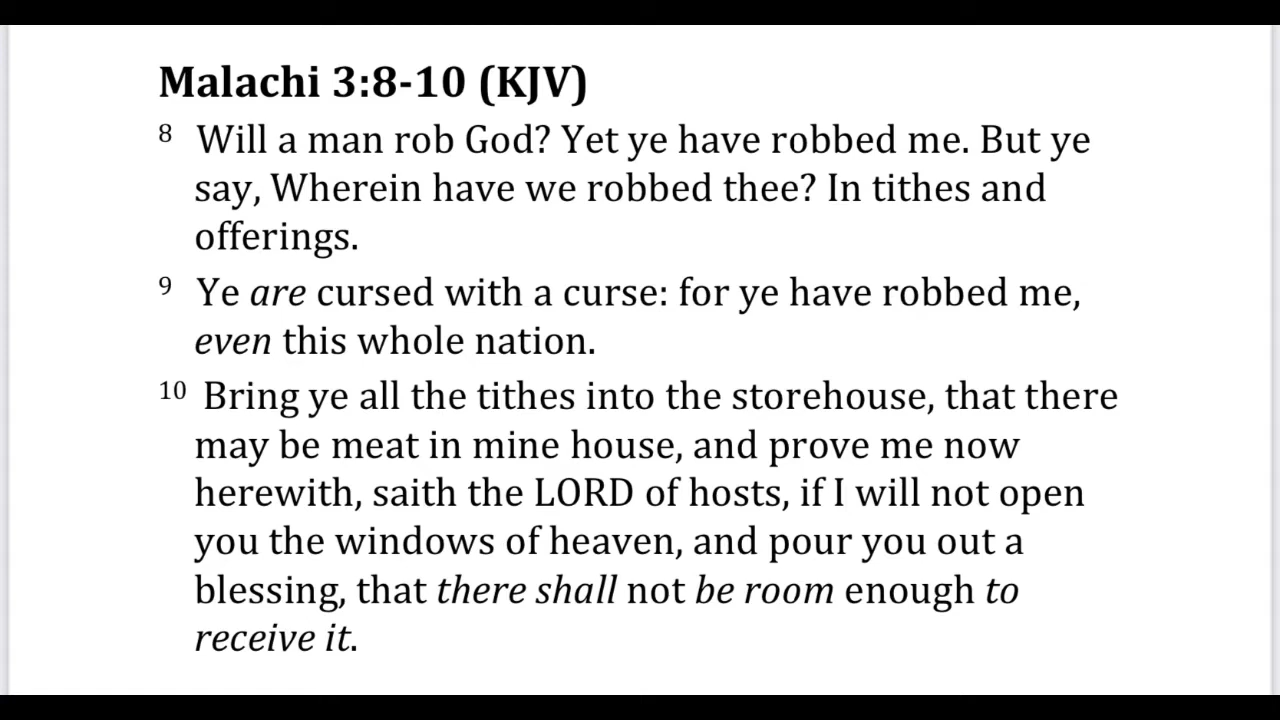 Malachi 3:8-10 (KJV)
8 Will a man rob God? Yet ye have robbed me. But ye
say, Wherein have we robbed thee? In tithes and
offerings.
9 Ye are cursed with a curse: for ye have robbed me,
even this whole nation.
10 Bring ye all the tithes into the storehouse, that there
may be meat in mine house, and prove me now
herewith, saith the LORD of hosts, if I will not open
you the windows of heaven, and pour you out a
blessing, that there shall not be room enough to
receive it.